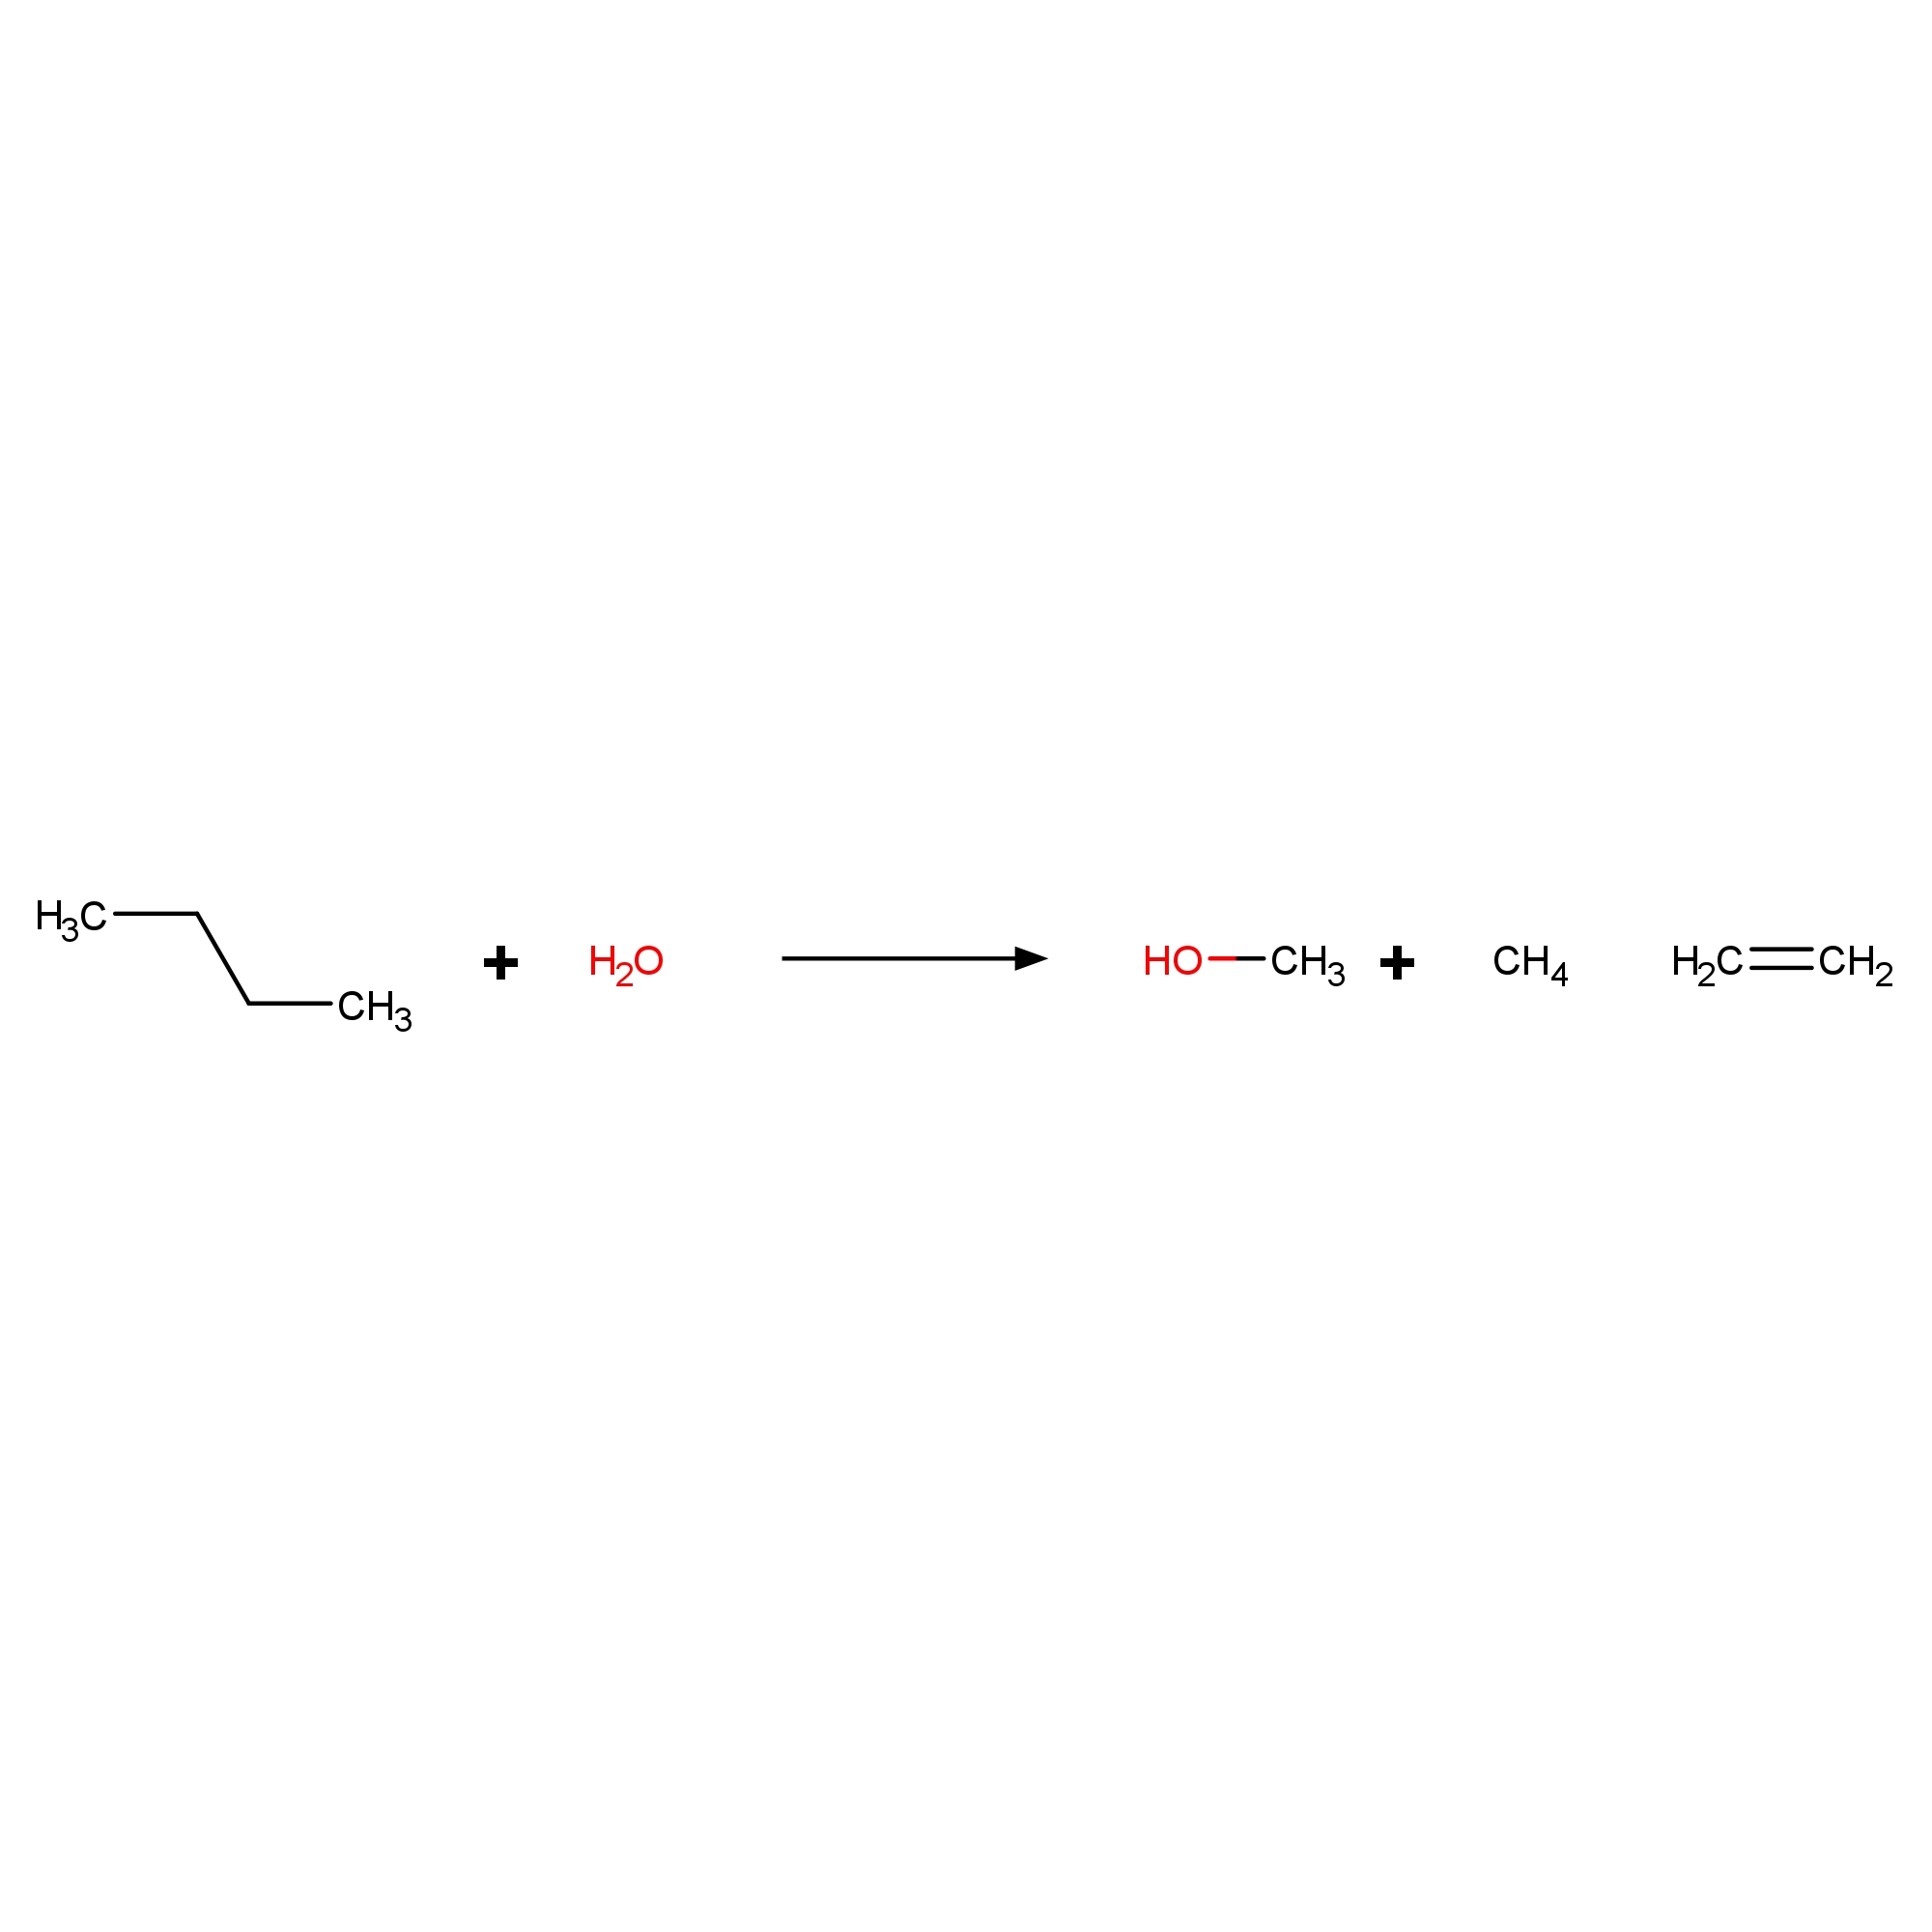 H₃C
CH₃
+ H₂O
HO CH₃ + CH₄ H₂C CH₂